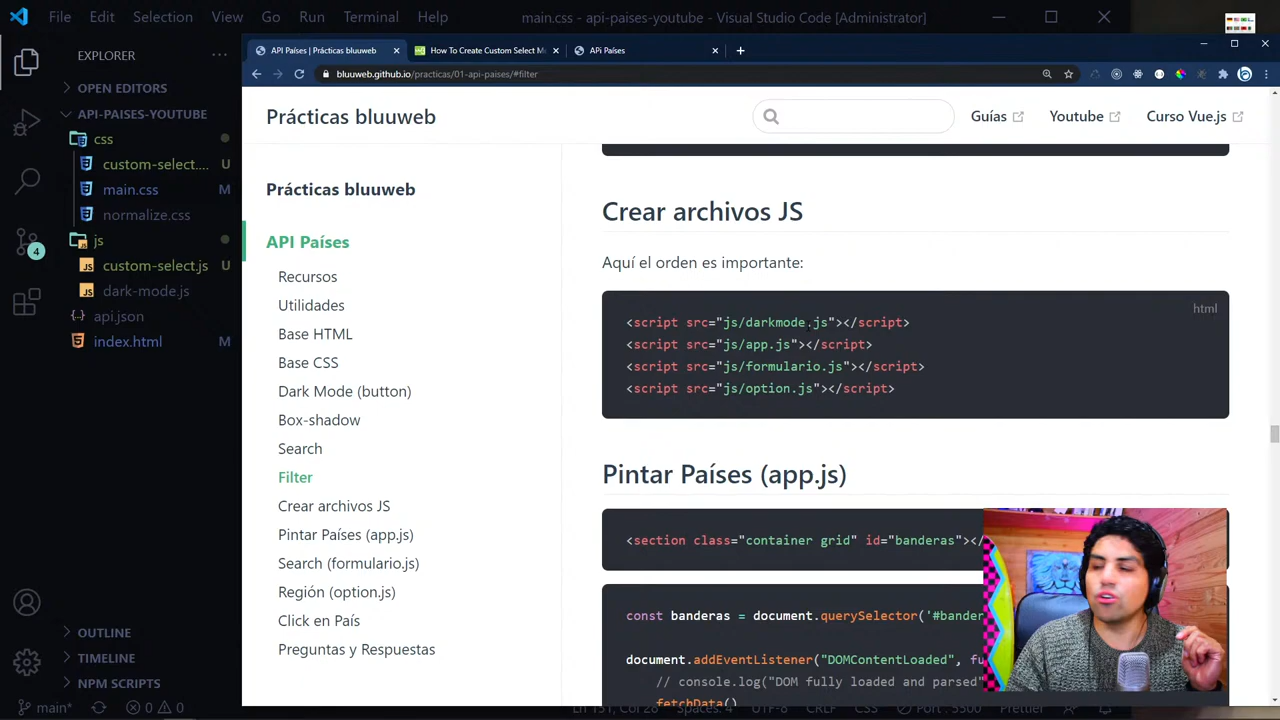 File Edit Selection View Go Run Terminal Help
main.css - api-paises-youtube - Visual Studio Code [Administrator]
EXPLORER
OPEN EDITORS
API-PAISES-YOUTUBE
css
custom-select.... U
main.css M
normalize.css
js
custom-select.js U
dark-mode.js
api.json
index.html M
4
OUTLINE
TIMELINE
NPM SCRIPTS
main* 0 0
API Países | Prácticas bluuweb
How To Create Custom Select M
APi Países
bluuweb.github.io/practicas/01-api-paises/#filter
Prácticas bluuweb
Guías
Youtube
Curso Vue.js
Prácticas bluuweb
API Países
Recursos
Utilidades
Base HTML
Base CSS
Dark Mode (button)
Box-shadow
Search
Filter
Crear archivos JS
Pintar Países (app.js)
Search (formulario.js)
Región (option.js)
Click en País
Preguntas y Respuestas
Crear archivos JS
Aquí el orden es importante:
html
<script src="js/darkmode.js"></script>
<script src="js/app.js"></script>
<script src="js/formulario.js"></script>
<script src="js/option.js"></script>
Pintar Países (app.js)
<section class="container grid" id="banderas"></
const banderas = document.querySelector('#bander
document.addEventListener("DOMContentLoaded", fu
// console.log("DOM fully loaded and parsed"
fetchData()